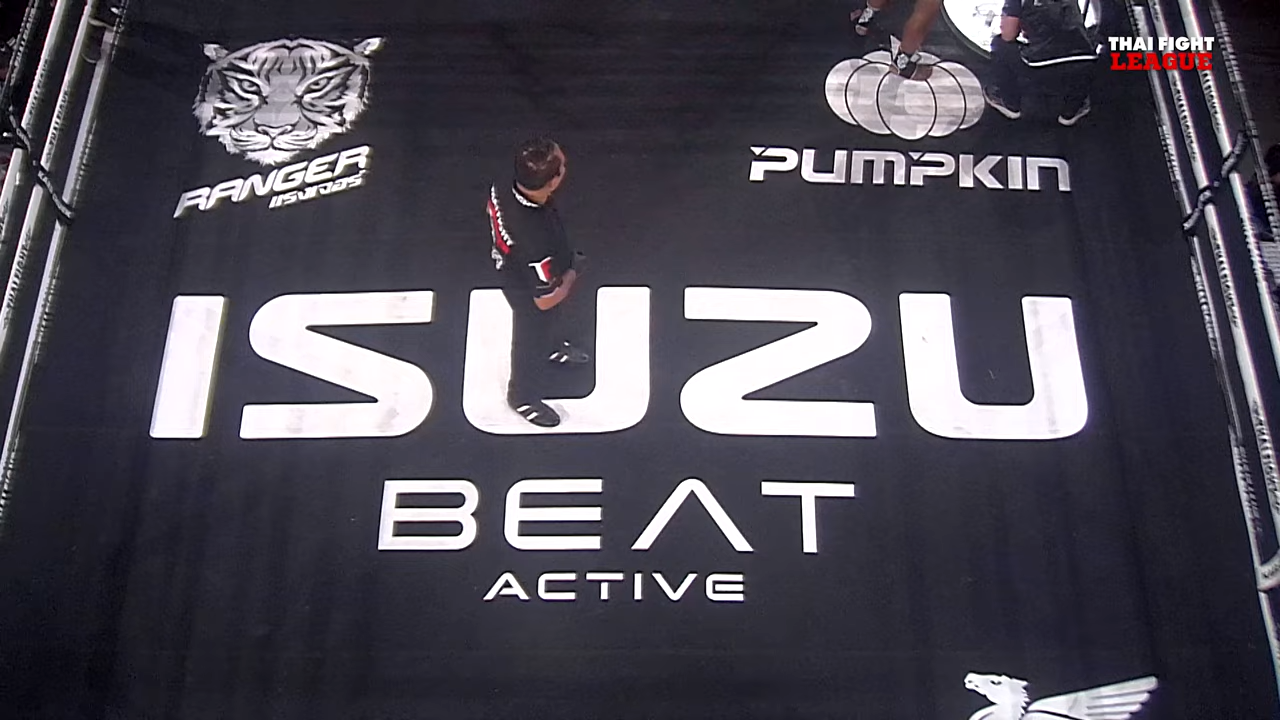 THAI FIGHT
LEAGUE
RANGER
PUMPKIN
ISUZU
BEAT
ACTIVE